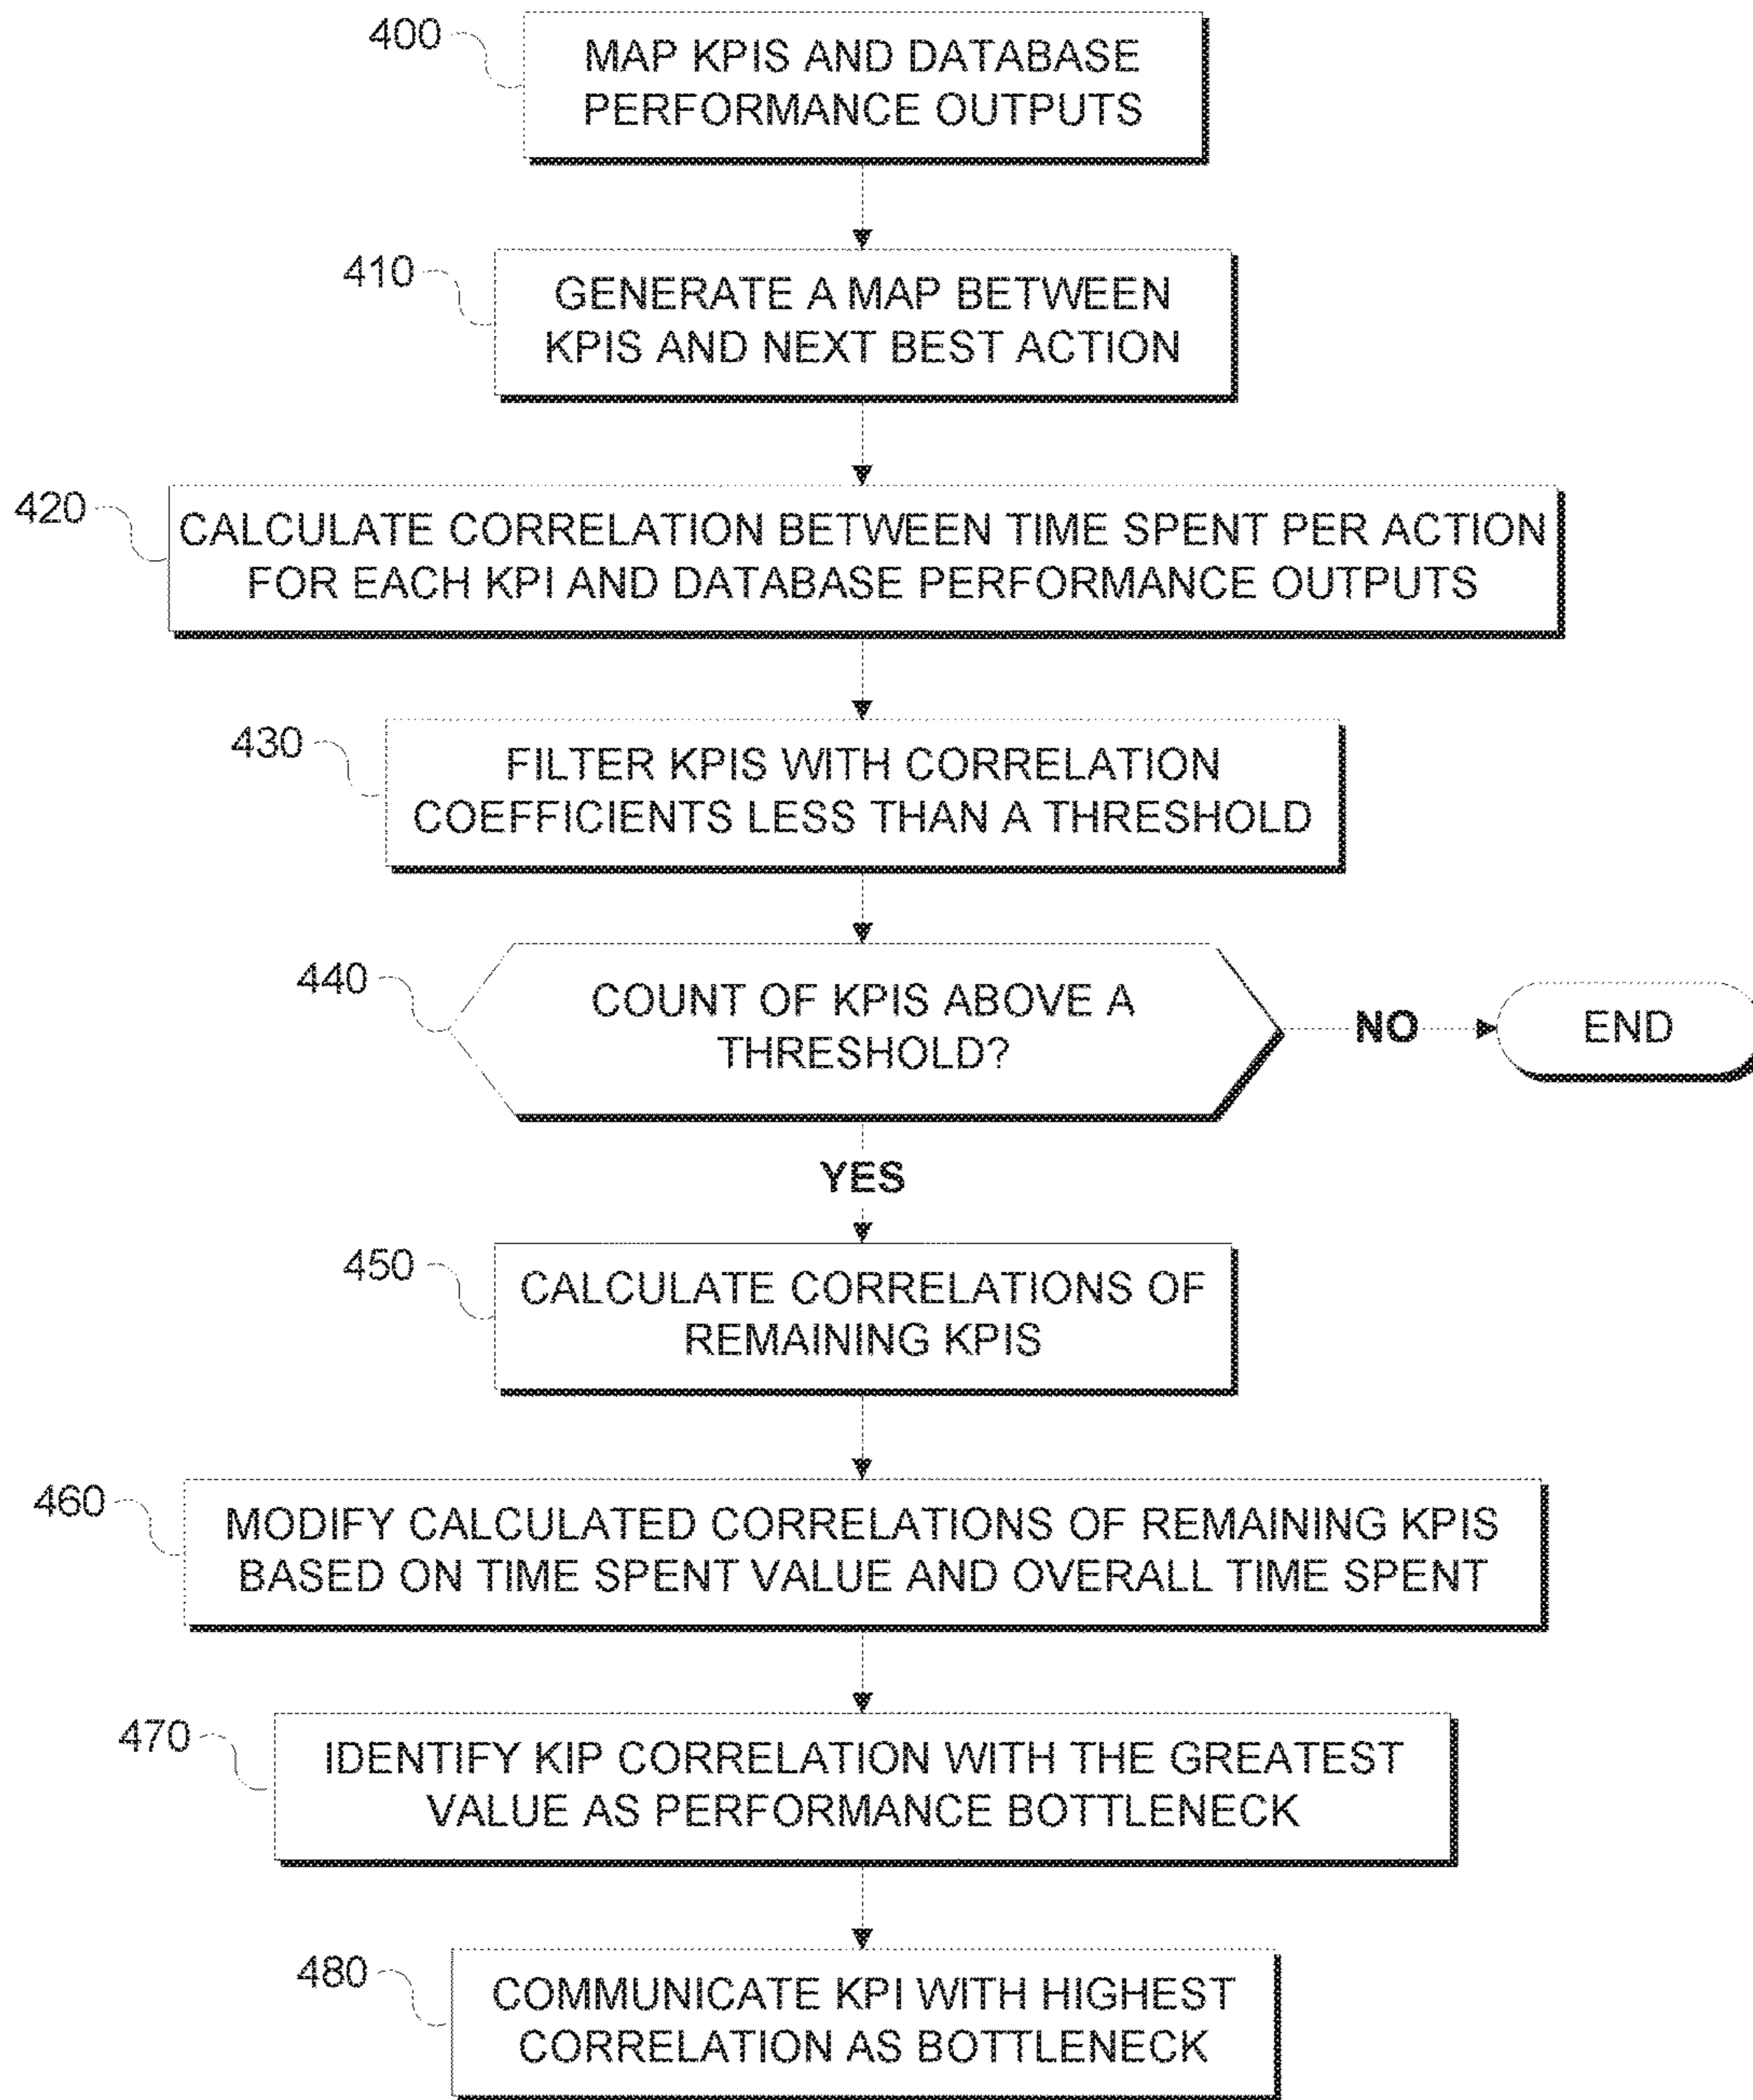 400
MAP KPIS AND DATABASE
PERFORMANCE OUTPUTS
410
GENERATE A MAP BETWEEN
KPIS AND NEXT BEST ACTION
420
CALCULATE CORRELATION BETWEEN TIME SPENT PER ACTION
FOR EACH KPI AND DATABASE PERFORMANCE OUTPUTS
430
FILTER KPIS WITH CORRELATION
COEFFICIENTS LESS THAN A THRESHOLD
440
COUNT OF KPIS ABOVE A
THRESHOLD?
NO
END
YES
450
CALCULATE CORRELATIONS OF
REMAINING KPIS
460
MODIFY CALCULATED CORRELATIONS OF REMAINING KPIS
BASED ON TIME SPENT VALUE AND OVERALL TIME SPENT
470
IDENTIFY KIP CORRELATION WITH THE GREATEST
VALUE AS PERFORMANCE BOTTLENECK
480
COMMUNICATE KPI WITH HIGHEST
CORRELATION AS BOTTLENECK